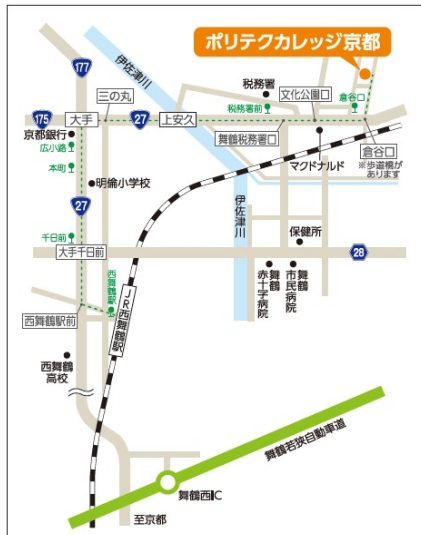 ポリテクカレッジ京都
177
伊佐津川
税務署
文化公園口
三の丸
税務署前
倉谷口
175
大手
27
上安久
京都銀行
舞鶴税務署口
広小路
マクドナルド
倉谷口
※歩道橋が
あります
本町
明倫小学校
27
伊佐津川
千日前
保健所
大手千日前
28
西舞鶴駅
舞鶴
赤十字病院
舞鶴
市民病院
JR西舞鶴駅
西舞鶴駅前
西舞鶴
高校
舞鶴若狭自動車道
舞鶴西IC
至京都